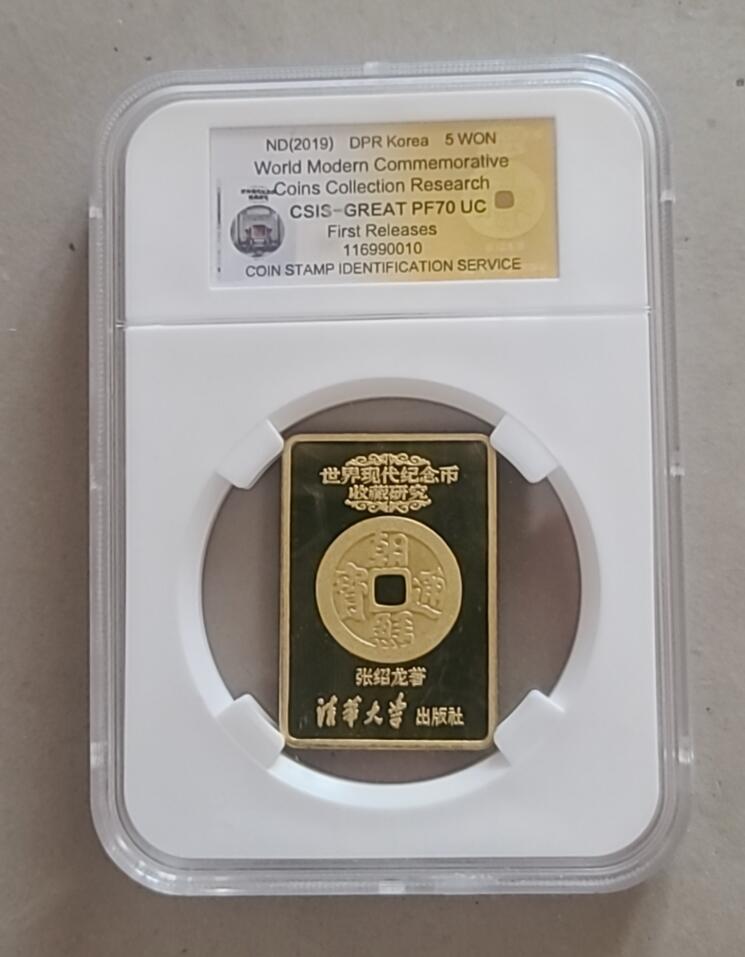 ND(2019) DPR Korea 5 WON
World Modern Commemorative
Coins Collection Research
CSIS-GREAT PF70 UC
First Releases
116990010
COIN STAMP IDENTIFICATION SERVICE
世界现代纪念币
收藏研究
朝
寳 通
鲜
张绍龙著
清华大学 出版社